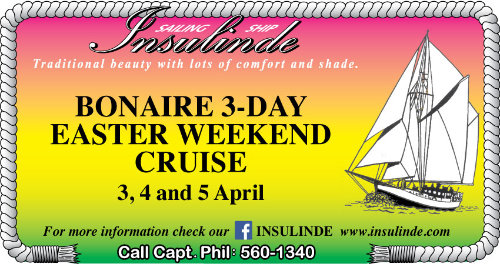 SAILING SHIP
Insulinde
Traditional beauty with lots of comfort and shade.
BONAIRE 3-DAY
EASTER WEEKEND
CRUISE
3, 4 and 5 April
For more information check our f INSULINDE www.insulinde.com
Call Capt. Phil: 560-1340